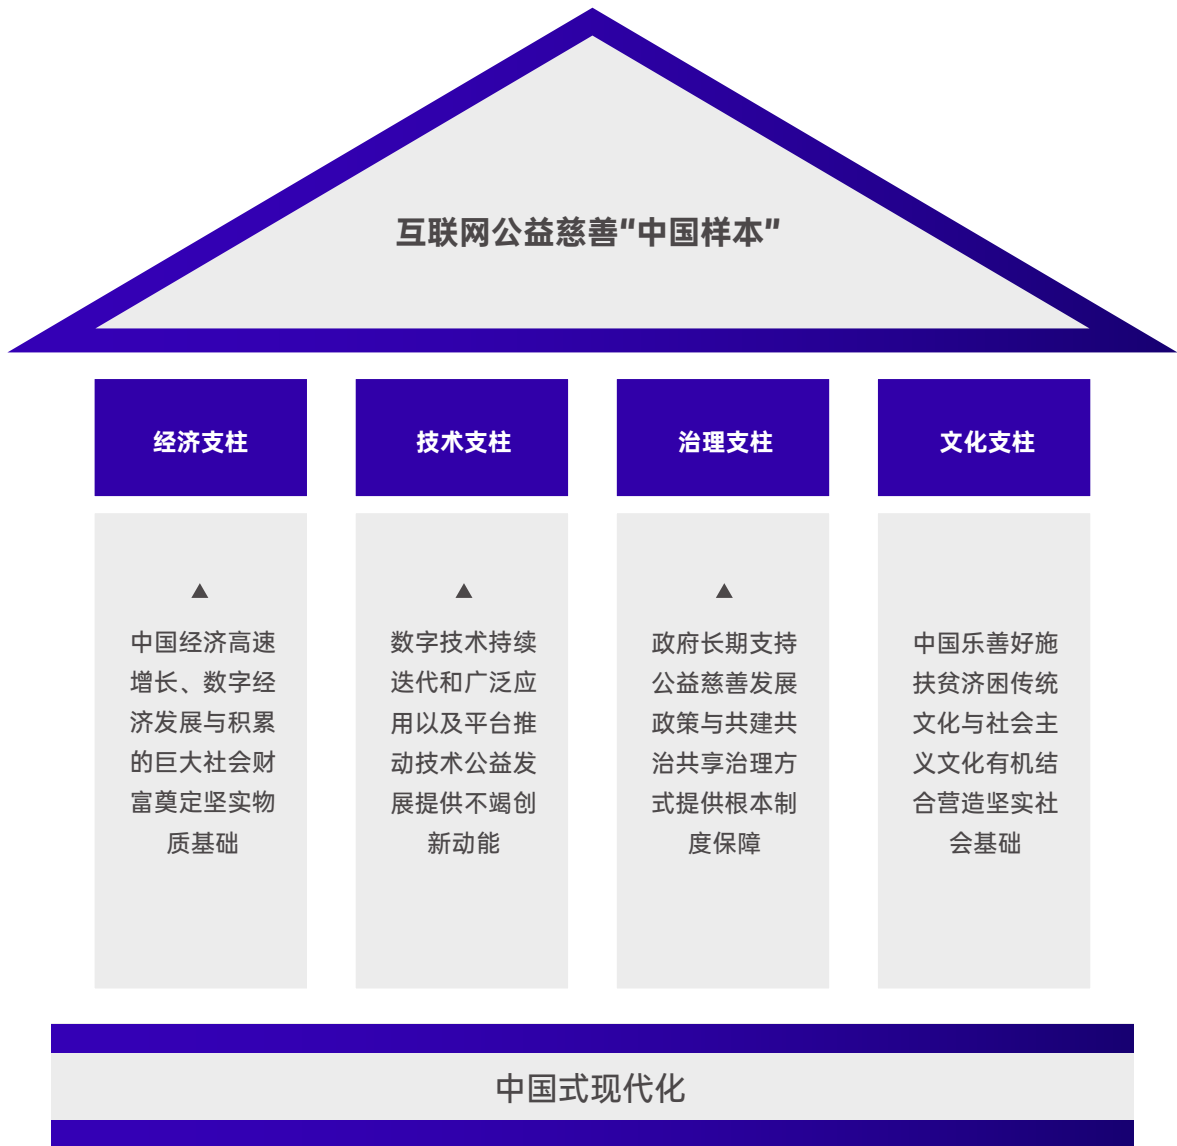 互联网公益慈善“中国样本”
经济支柱
技术支柱
治理支柱
文化支柱
中国经济高速
增长、数字经
济发展与积累
的巨大社会财
富奠定坚实物
质基础
数字技术持续
迭代和广泛应
用以及平台推
动技术公益发
展提供不竭创
新动能
政府长期支持
公益慈善发展
政策与共建共
治共享治理方
式提供根本制
度保障
中国乐善好施
扶贫济困传统
文化与社会主
义文化有机结
合营造坚实社
会基础
中国式现代化